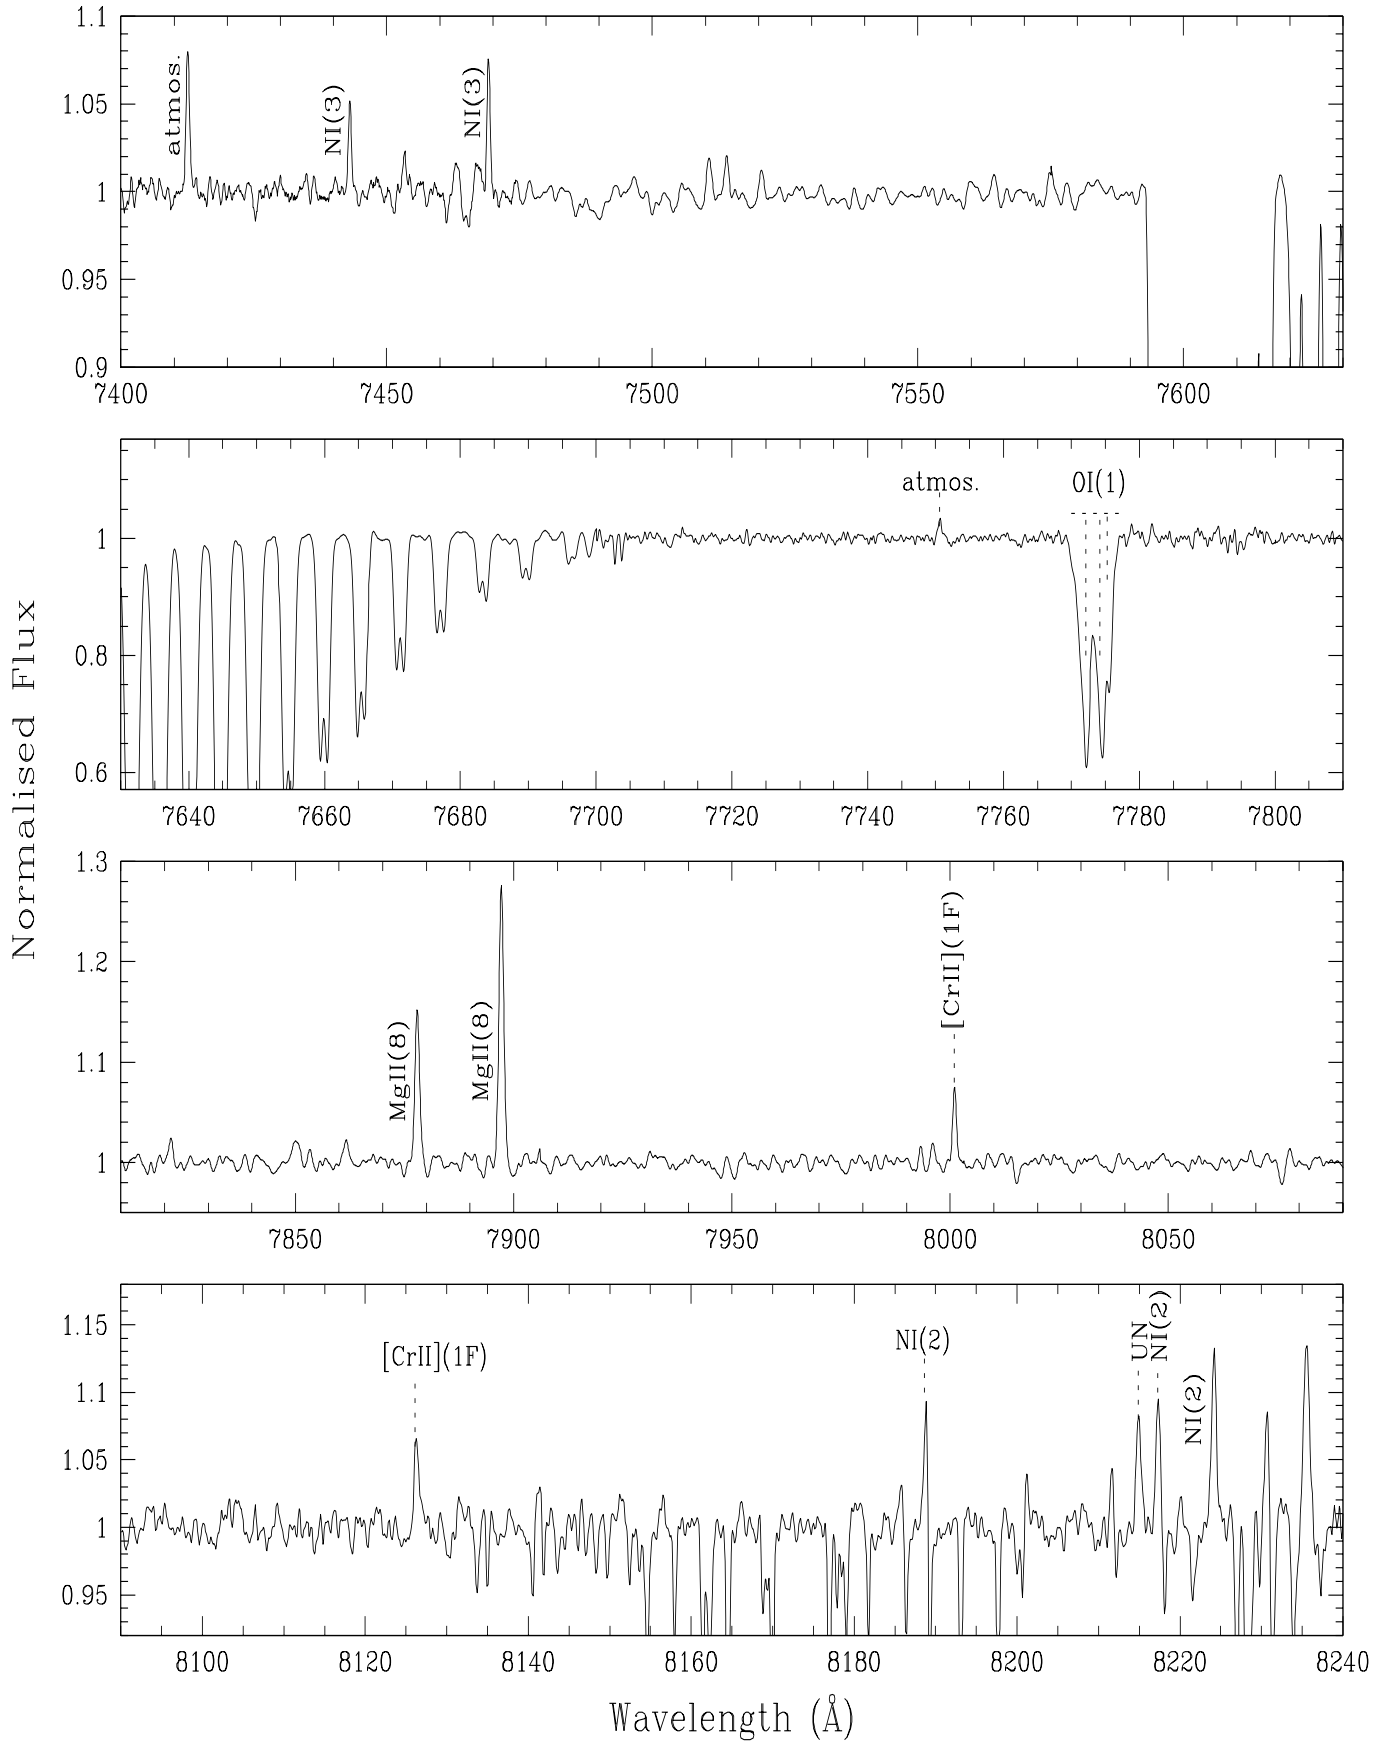 1.1
1.05
1
0.95
0.9
atmos.
NI(3)
NI(3)
7400
7450
7500
7550
7600
atmos.
OI(1)
1
0.8
0.6
7640
7660
7680
7700
7720
7740
7760
7780
7800
Normalised Flux
1.3
1.2
1.1
1
MgII(8)
MgII(8)
[CrII](1F)
7850
7900
7950
8000
8050
1.15
1.1
1.05
1
0.95
[CrII](1F)
NI(2)
UN
NI(2)
NI(2)
8100
8120
8140
8160
8180
8200
8220
8240
Wavelength (Å)